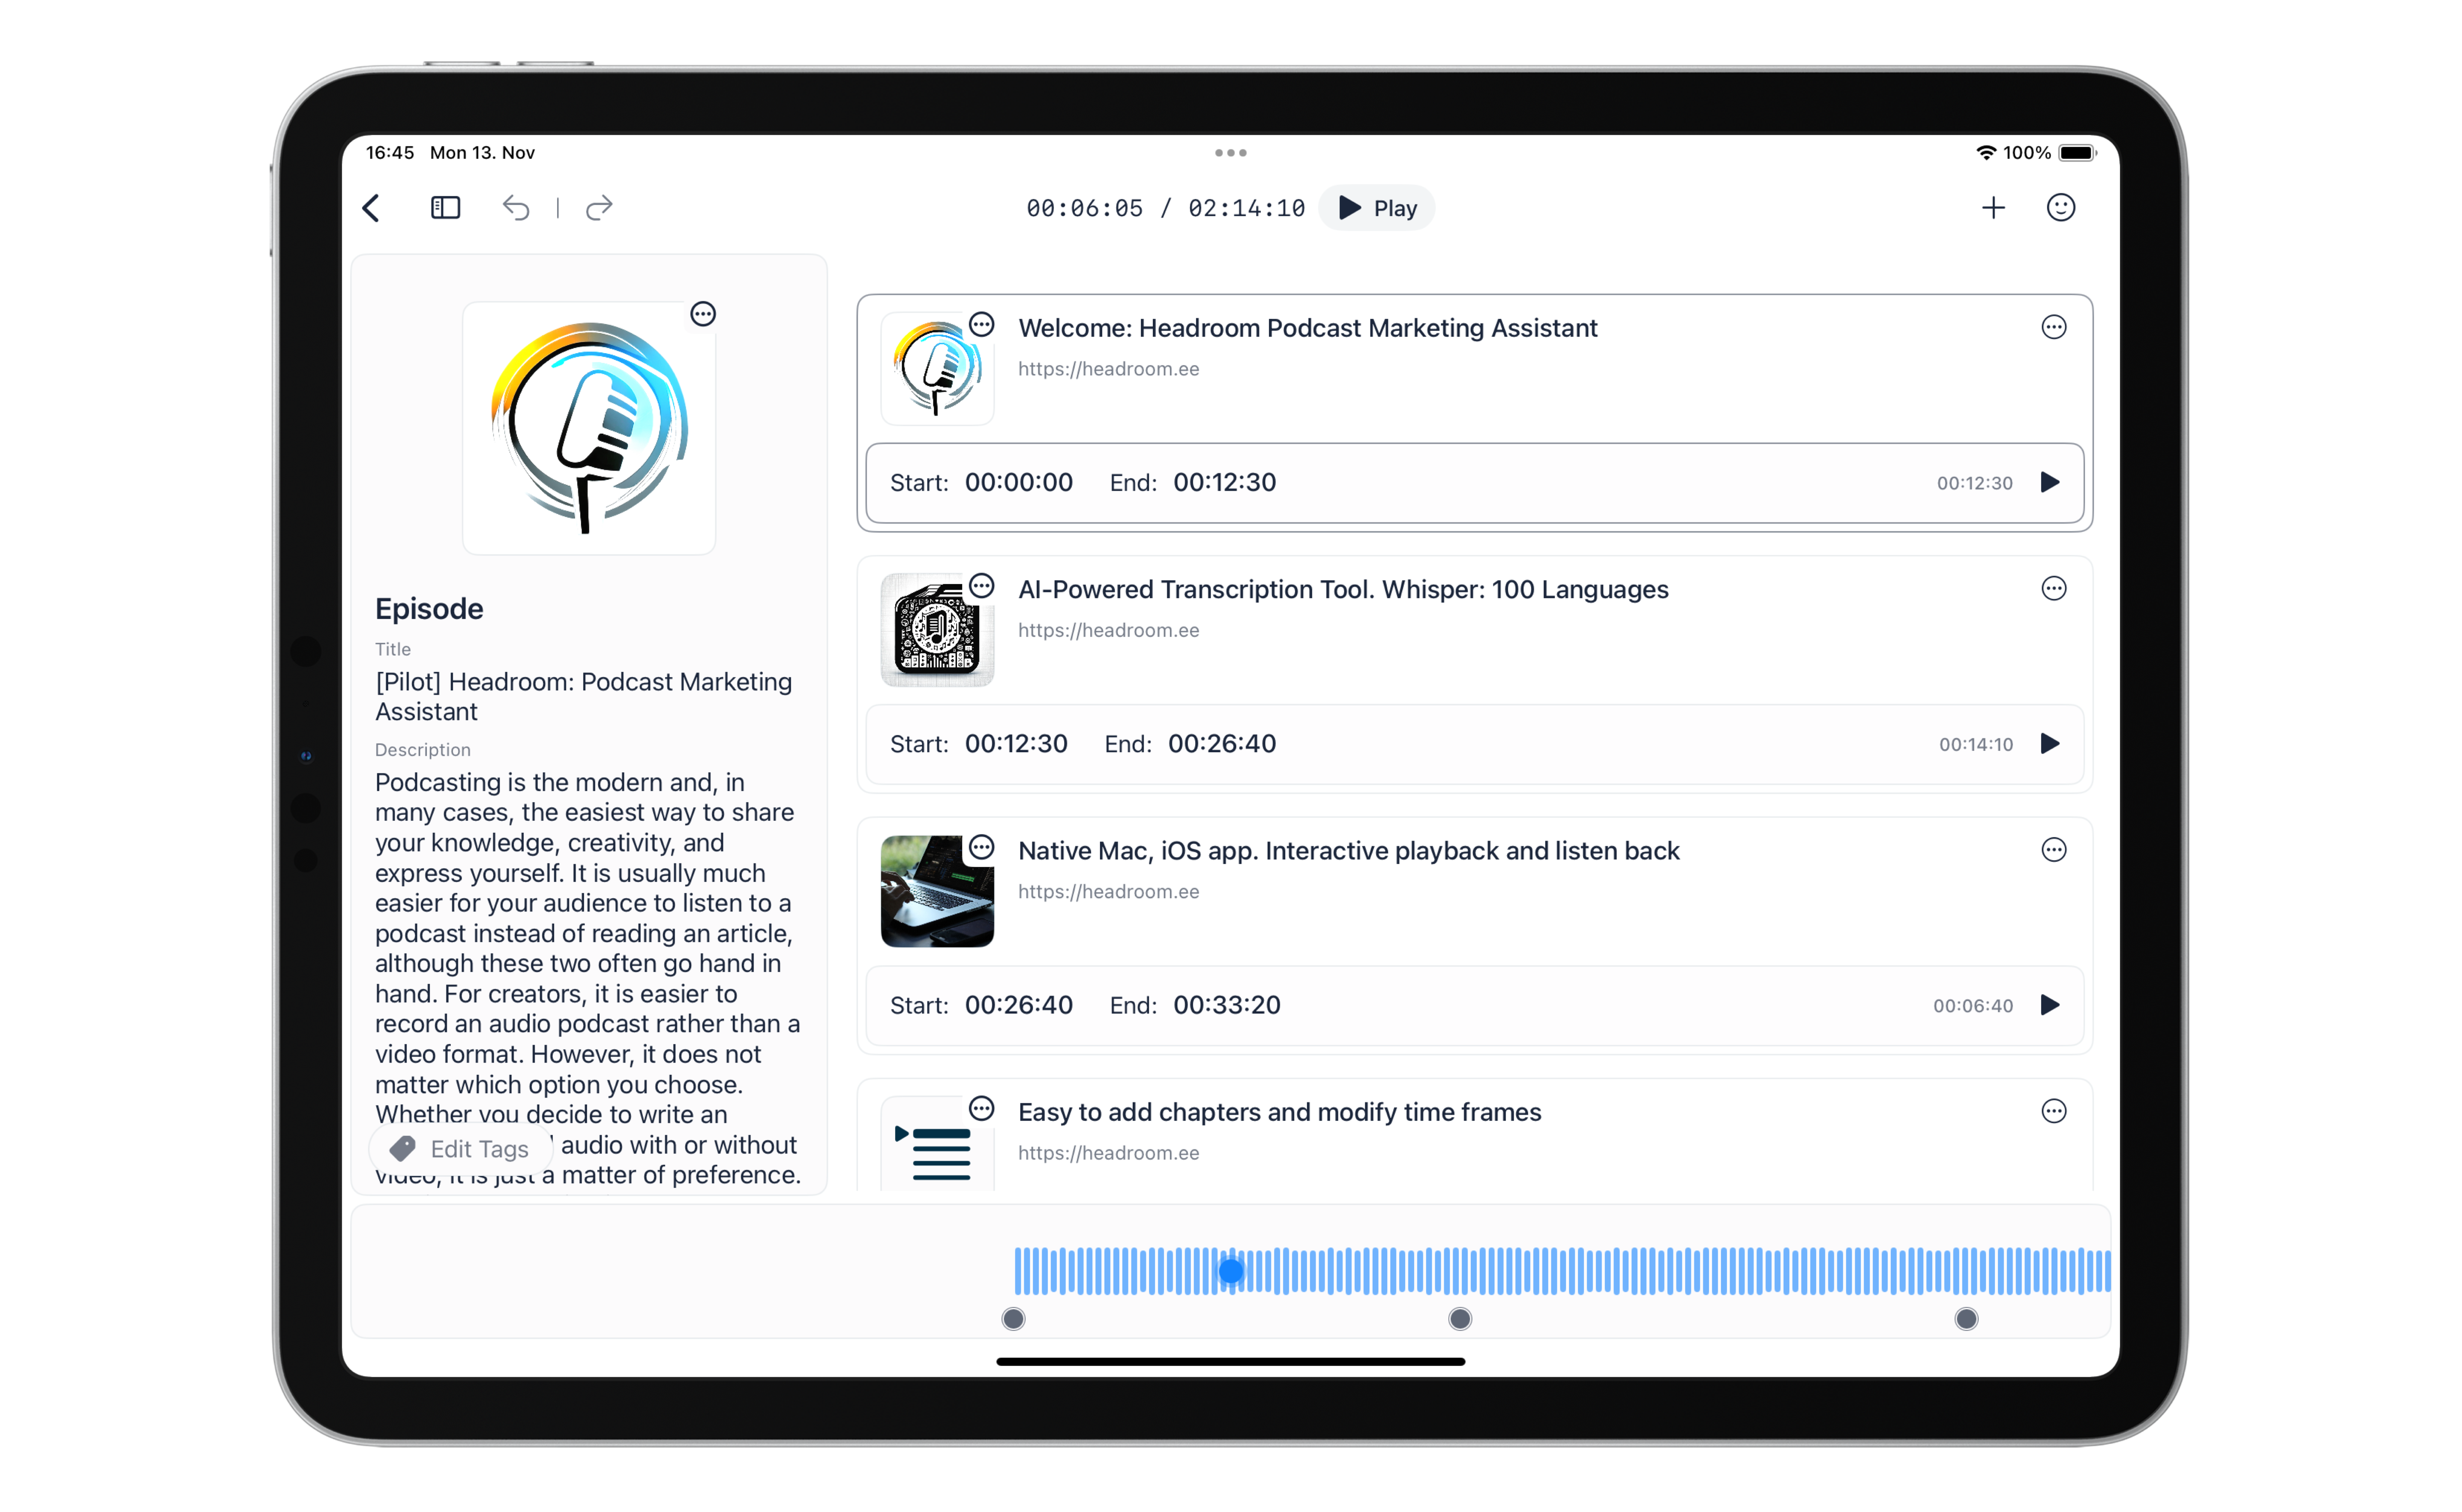 16:45 Mon 13. Nov
100%
00:06:05 / 02:14:10 Play
Episode
Title
[Pilot] Headroom: Podcast Marketing
Assistant
Description
Podcasting is the modern and, in
many cases, the easiest way to share
your knowledge, creativity, and
express yourself. It is usually much
easier for your audience to listen to a
podcast instead of reading an article,
although these two often go hand in
hand. For creators, it is easier to
record an audio podcast rather than a
video format. However, it does not
matter which option you choose.
Whether you decide to write an
audio with or without
video, it is just a matter of preference.
Edit Tags
Welcome: Headroom Podcast Marketing Assistant
https://headroom.ee
Start: 00:00:00 End: 00:12:30 00:12:30
AI-Powered Transcription Tool. Whisper: 100 Languages
https://headroom.ee
Start: 00:12:30 End: 00:26:40 00:14:10
Native Mac, iOS app. Interactive playback and listen back
https://headroom.ee
Start: 00:26:40 End: 00:33:20 00:06:40
Easy to add chapters and modify time frames
https://headroom.ee